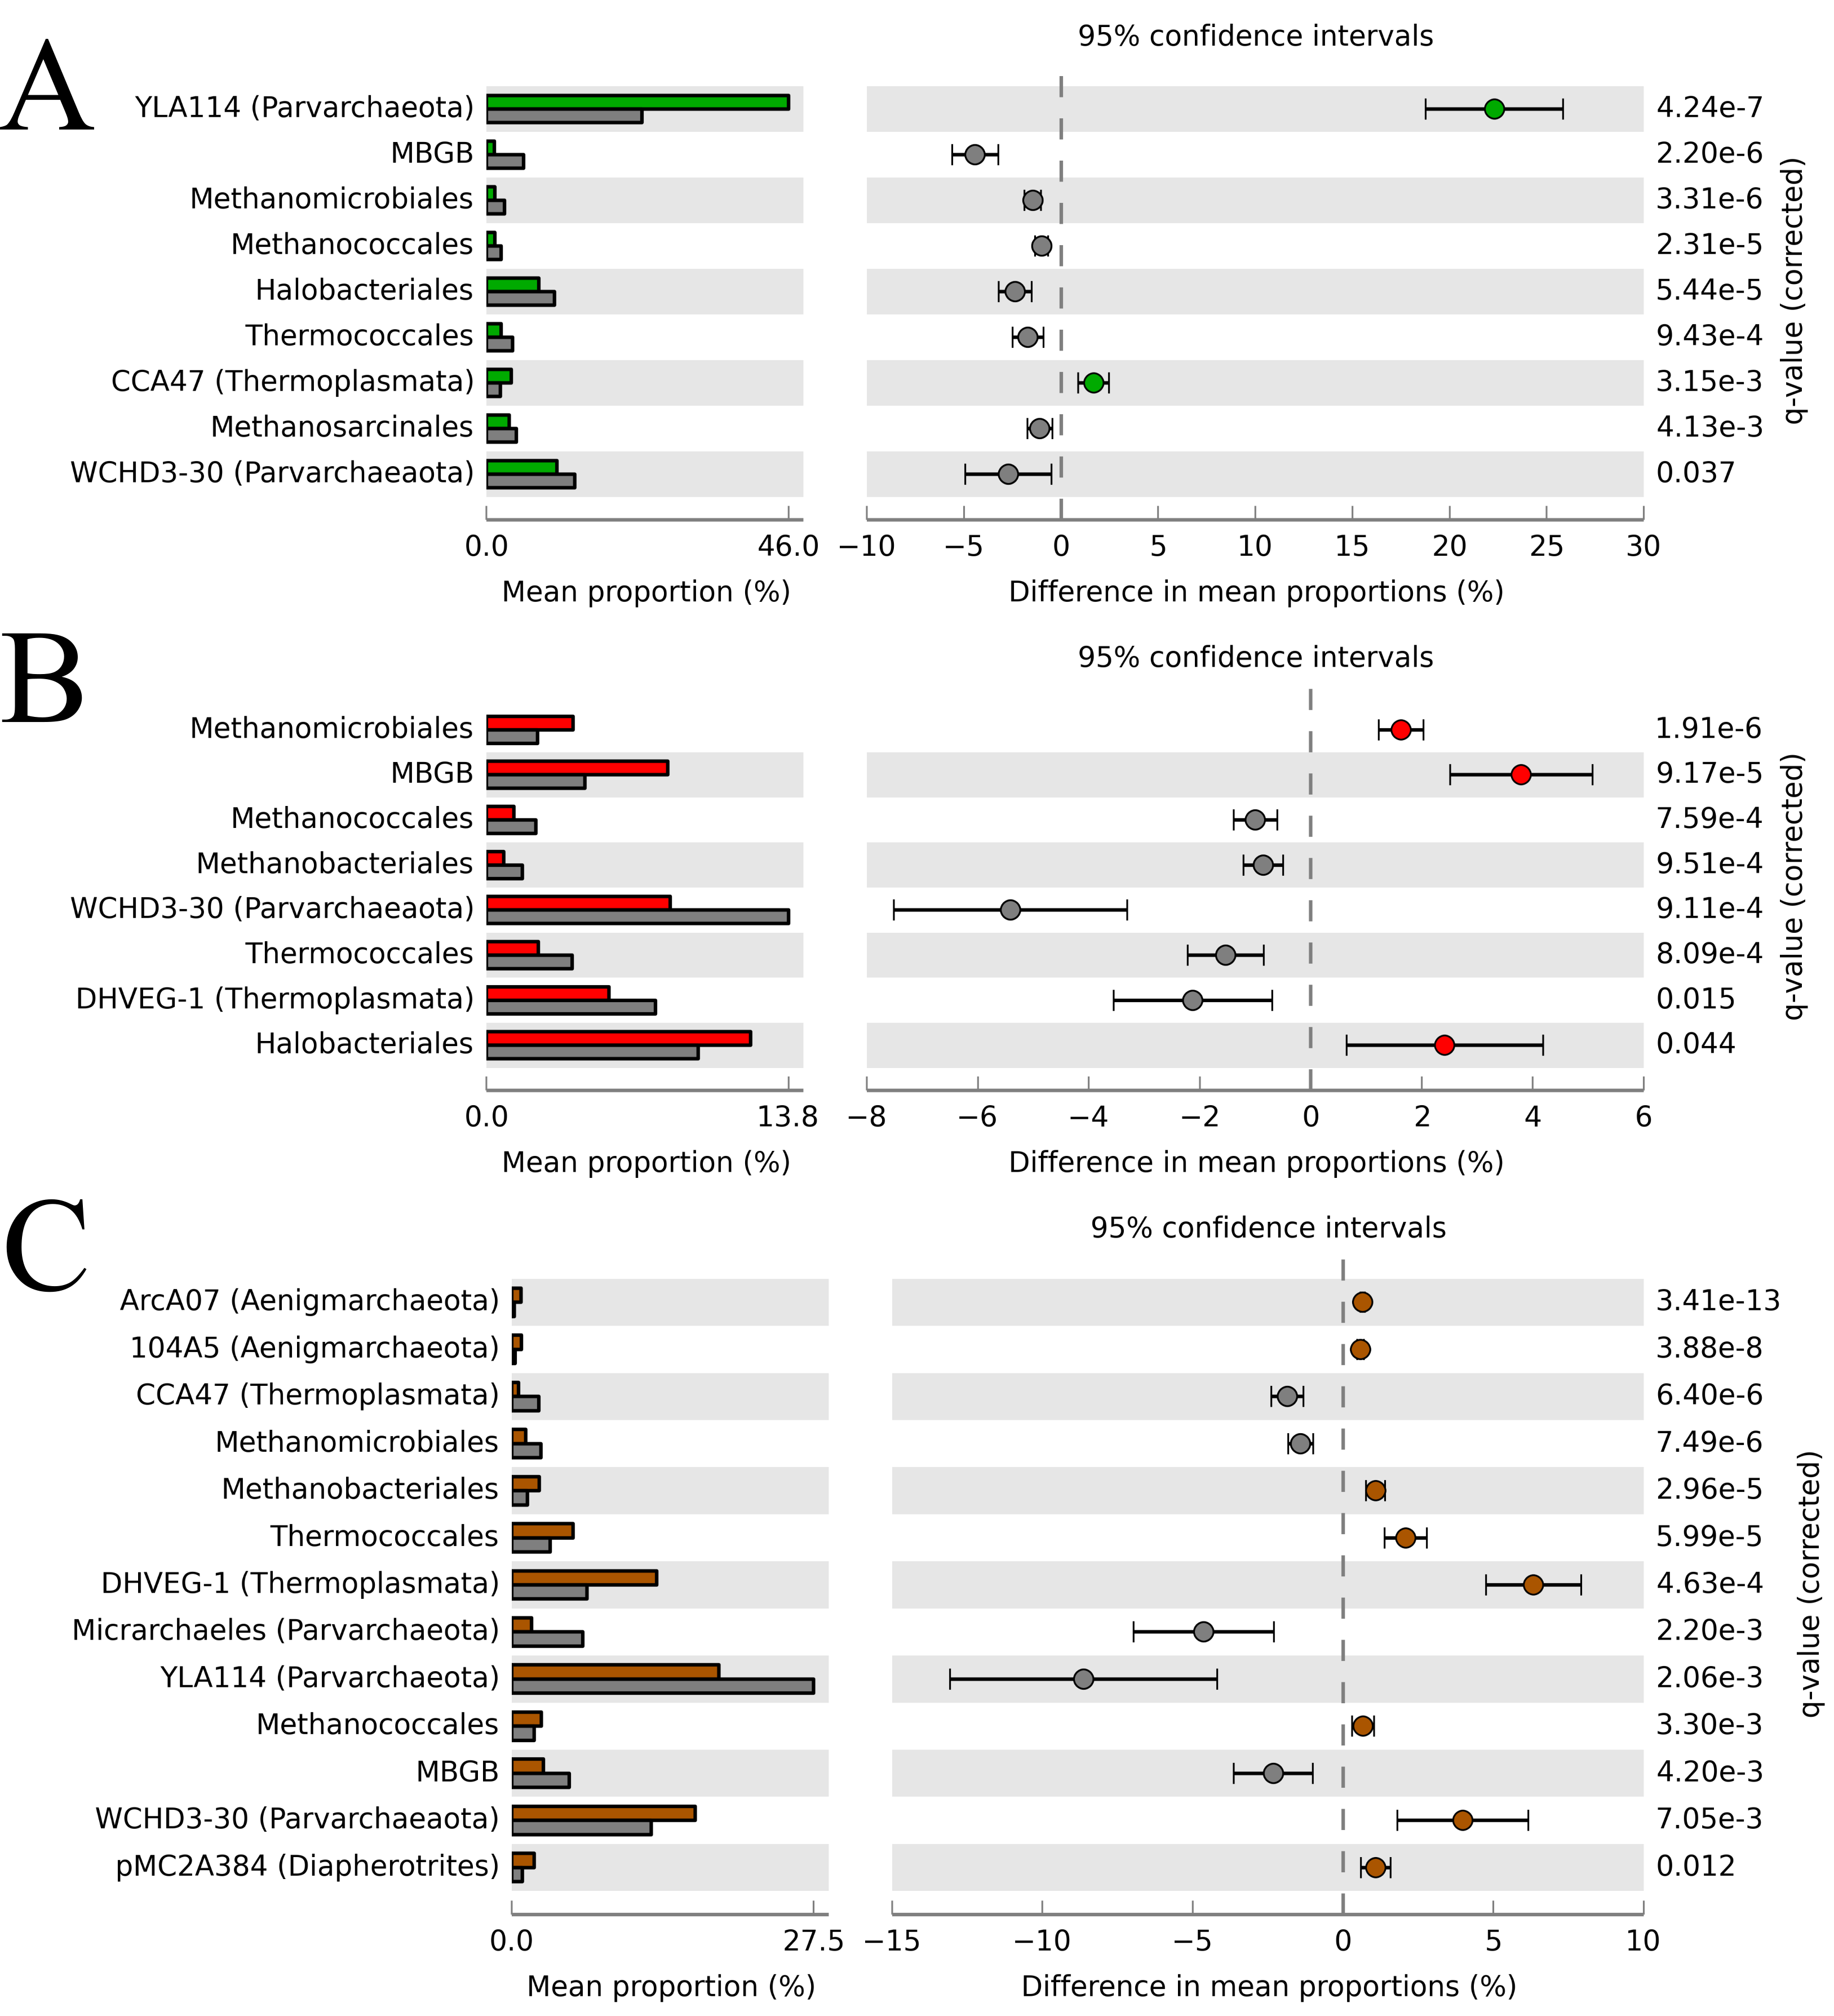 A
95% confidence intervals
YLA114 (Parvarchaeota) 4.24e-7
MBGB 2.20e-6
Methanomicrobiales 3.31e-6
Methanococcales 2.31e-5
Halobacteriales 5.44e-5
Thermococcales 9.43e-4
CCA47 (Thermoplasmata) 3.15e-3
Methanosarcinales 4.13e-3
WCHD3-30 (Parvarchaeaota) 0.037
q-value (corrected)
0.0 46.0 −10 −5 0 5 10 15 20 25 30
Mean proportion (%) Difference in mean proportions (%)
B
95% confidence intervals
Methanomicrobiales 1.91e-6
MBGB 9.17e-5
Methanococcales 7.59e-4
Methanobacteriales 9.51e-4
WCHD3-30 (Parvarchaeaota) 9.11e-4
Thermococcales 8.09e-4
DHVEG-1 (Thermoplasmata) 0.015
Halobacteriales 0.044
q-value (corrected)
0.0 13.8 −8 −6 −4 −2 0 2 4 6
Mean proportion (%) Difference in mean proportions (%)
C
95% confidence intervals
ArcA07 (Aenigmarchaeota) 3.41e-13
104A5 (Aenigmarchaeota) 3.88e-8
CCA47 (Thermoplasmata) 6.40e-6
Methanomicrobiales 7.49e-6
Methanobacteriales 2.96e-5
Thermococcales 5.99e-5
DHVEG-1 (Thermoplasmata) 4.63e-4
Micrarchaeles (Parvarchaeota) 2.20e-3
YLA114 (Parvarchaeota) 2.06e-3
Methanococcales 3.30e-3
MBGB 4.20e-3
WCHD3-30 (Parvarchaeaota) 7.05e-3
pMC2A384 (Diapherotrites) 0.012
q-value (corrected)
0.0 27.5 −15 −10 −5 0 5 10
Mean proportion (%) Difference in mean proportions (%)